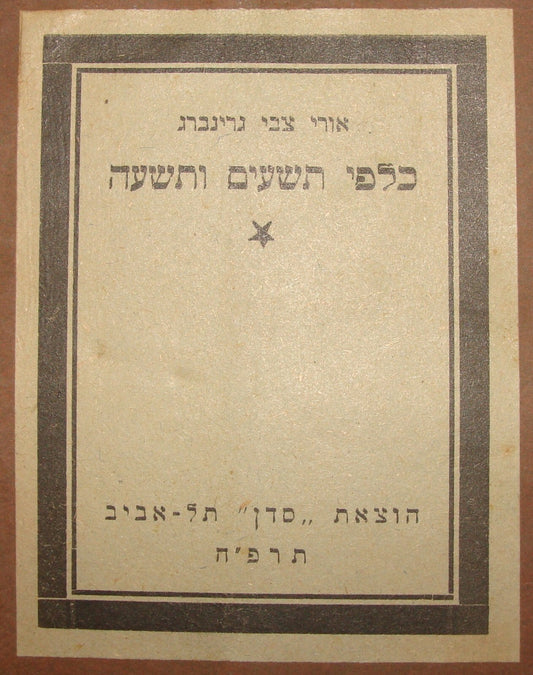 אורי צבי גרינברג
כלפי תשעים ותשעה
הוצאת „סדן" תל-אביב
תרפ"ח